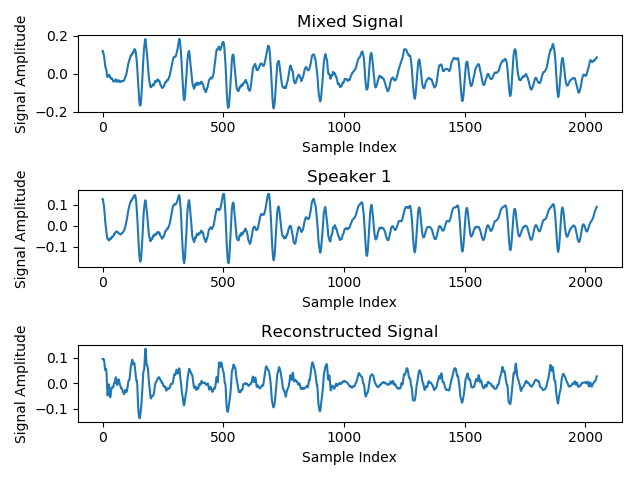 Mixed Signal
Signal Amplitude
0.2
0.0
−0.2
0 500 1000 1500 2000
Sample Index
Speaker 1
Signal Amplitude
0.1
0.0
−0.1
0 500 1000 1500 2000
Sample Index
Reconstructed Signal
Signal Amplitude
0.1
0.0
−0.1
0 500 1000 1500 2000
Sample Index